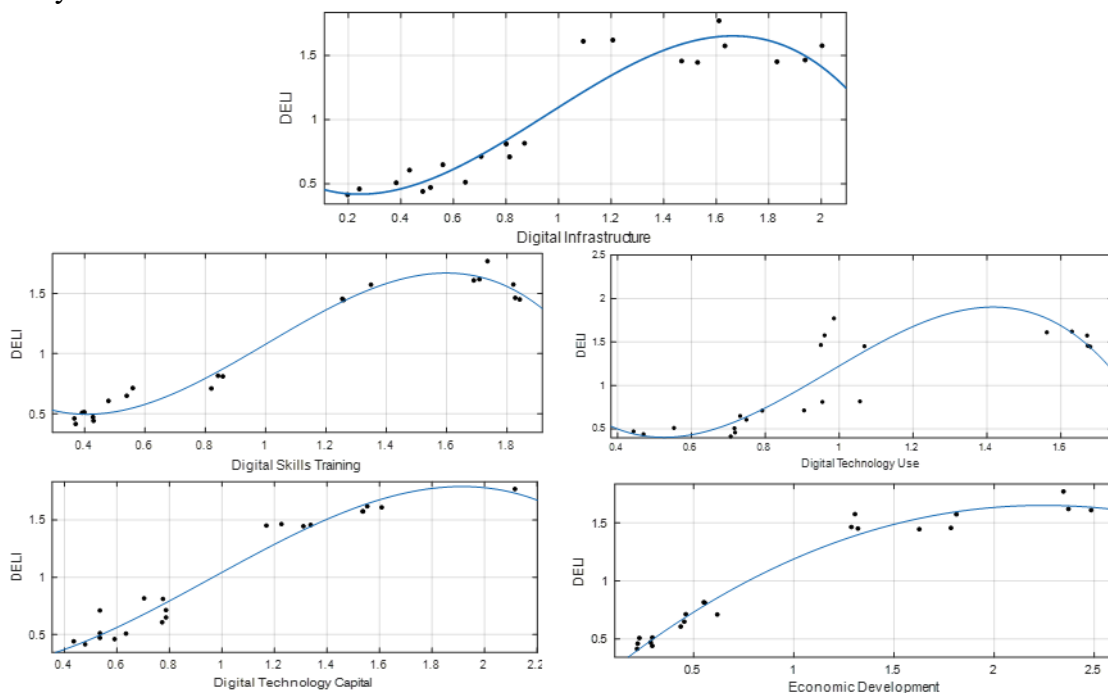 DELI
1.5
1
0.5
0.2 0.4 0.6 0.8 1 1.2 1.4 1.6 1.8 2
Digital Infrastructure
DELI
1.5
1
0.5
0.4 0.6 0.8 1 1.2 1.4 1.6 1.8
Digital Skills Training
DELI
2.5
2
1.5
1
0.5
0.4 0.6 0.8 1 1.2 1.4 1.6
Digital Technology Use
DELI
1.5
1
0.5
0.4 0.6 0.8 1 1.2 1.4 1.6 1.8 2 2.2
Digital Technology Capital
DELI
1.5
1
0.5
0.5 1 1.5 2 2.5
Economic Development